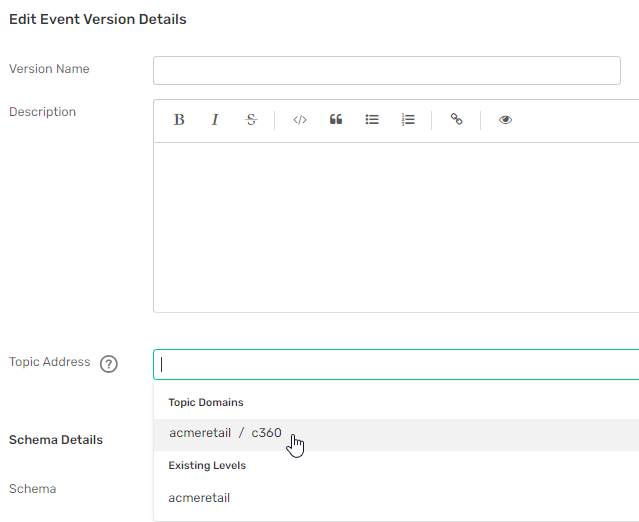 Edit Event Version Details
Version Name
Description
B I S </>
Topic Address ?
Topic Domains
acmeretail / c360
Schema Details
Existing Levels
Schema
acmeretail